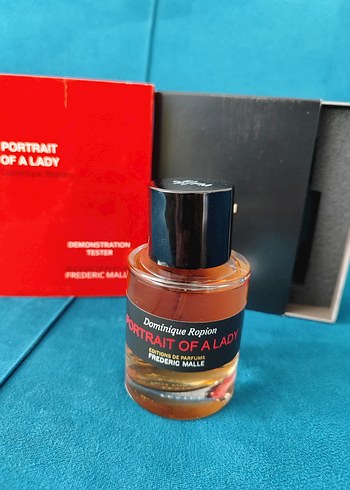 PORTRAIT
OF A LADY
Dominique Ropion
DEMONSTRATION
TESTER
FREDERIC MALLE
Dominique Ropion
PORTRAIT OF A LADY
EDITIONS DE PARFUMS
FREDERIC MALLE